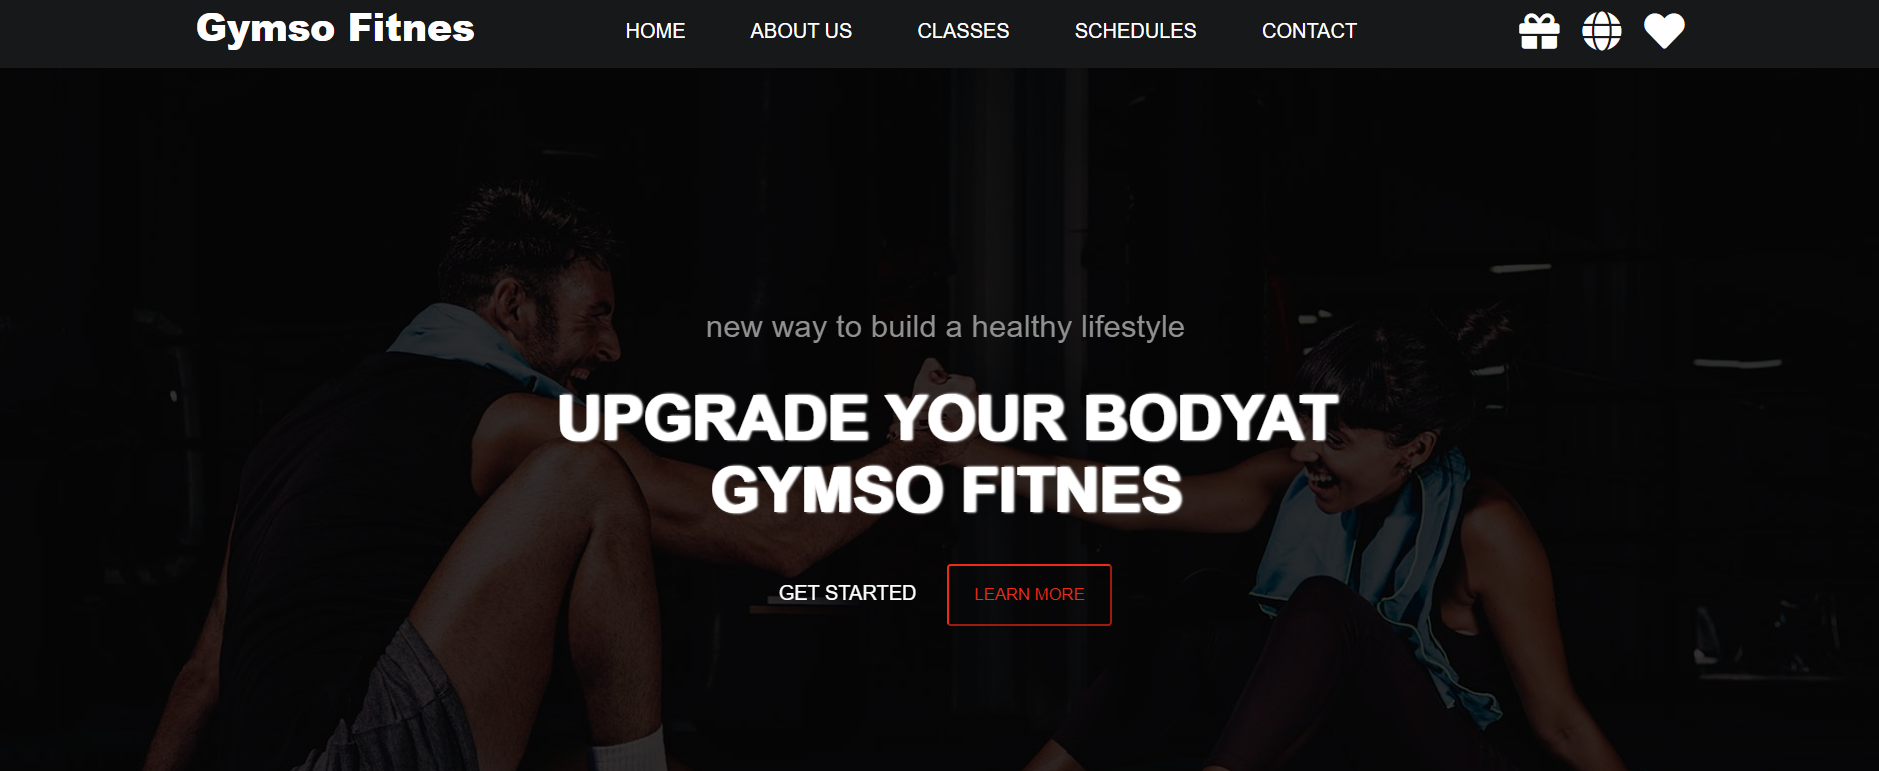 Gymso Fitnes
HOME ABOUT US CLASSES SCHEDULES CONTACT
new way to build a healthy lifestyle
UPGRADE YOUR BODYAT
GYMSO FITNES
GET STARTED LEARN MORE